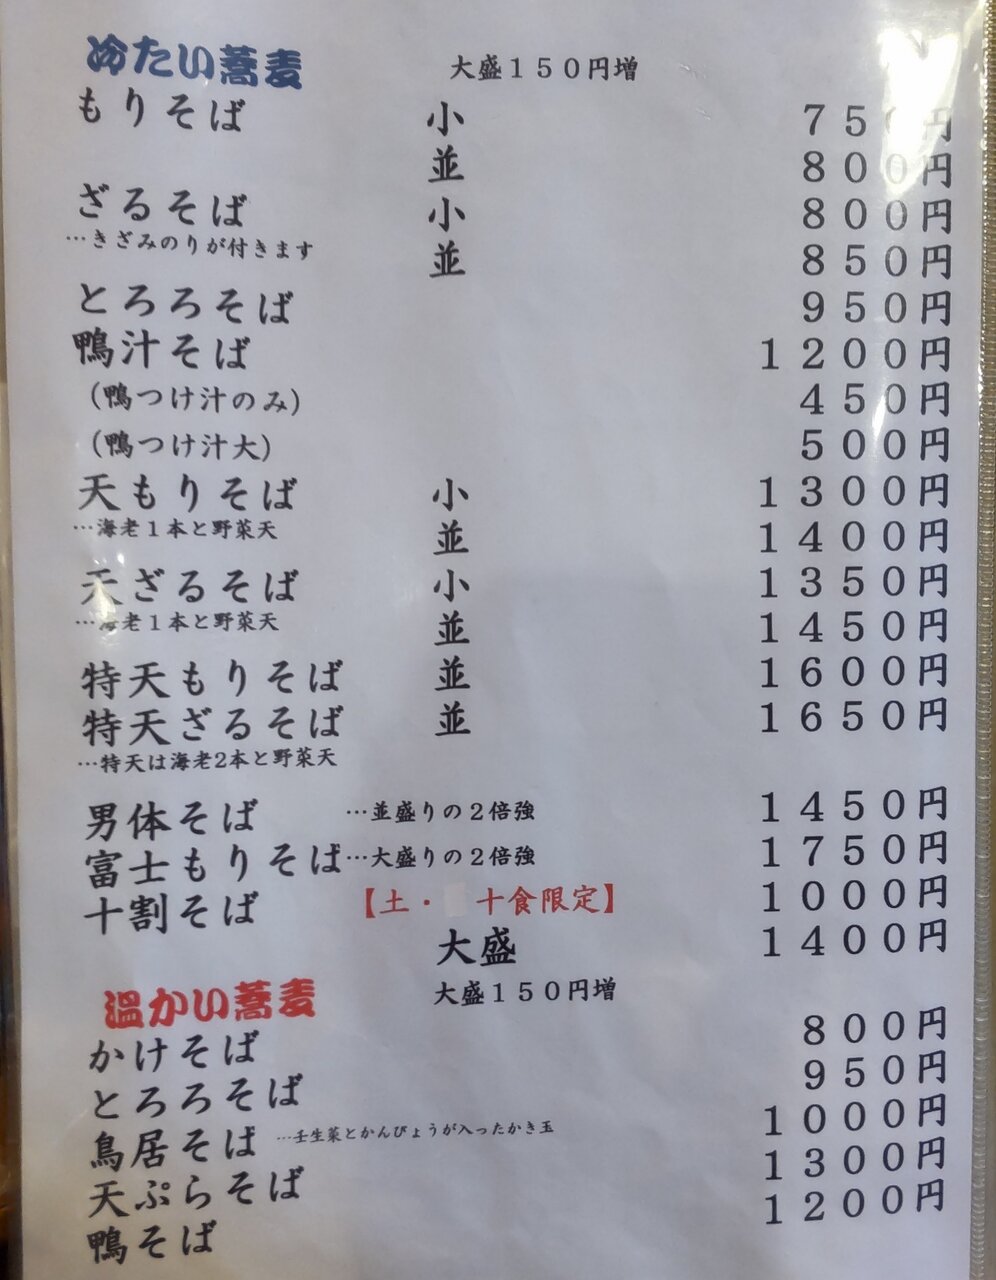 冷たい蕎麦 大盛１５０円増
もりそば 小 ７５０円
並 ８００円
ざるそば 小 ８００円
…きざみのりが付きます 並 ８５０円
とろろそば ９５０円
鴨汁そば １２００円
（鴨つけ汁のみ） ４５０円
（鴨つけ汁大） ５００円
天もりそば 小 １３００円
…海老１本と野菜天 並 １４００円
天ざるそば 小 １３５０円
…海老１本と野菜天 並 １４５０円
特天もりそば 並 １６００円
特天ざるそば 並 １６５０円
…特天は海老2本と野菜天
男体そば …並盛りの２倍強 １４５０円
富士もりそば …大盛りの２倍強 １７５０円
十割そば 【土・ 十食限定】 １０００円
大盛 １４００円
温かい蕎麦 大盛１５０円増
かけそば ８００円
とろろそば ９５０円
鳥居そば …壬生菜とかんぴょうが入ったかき玉 １０００円
天ぷらそば １３００円
鴨そば １２００円